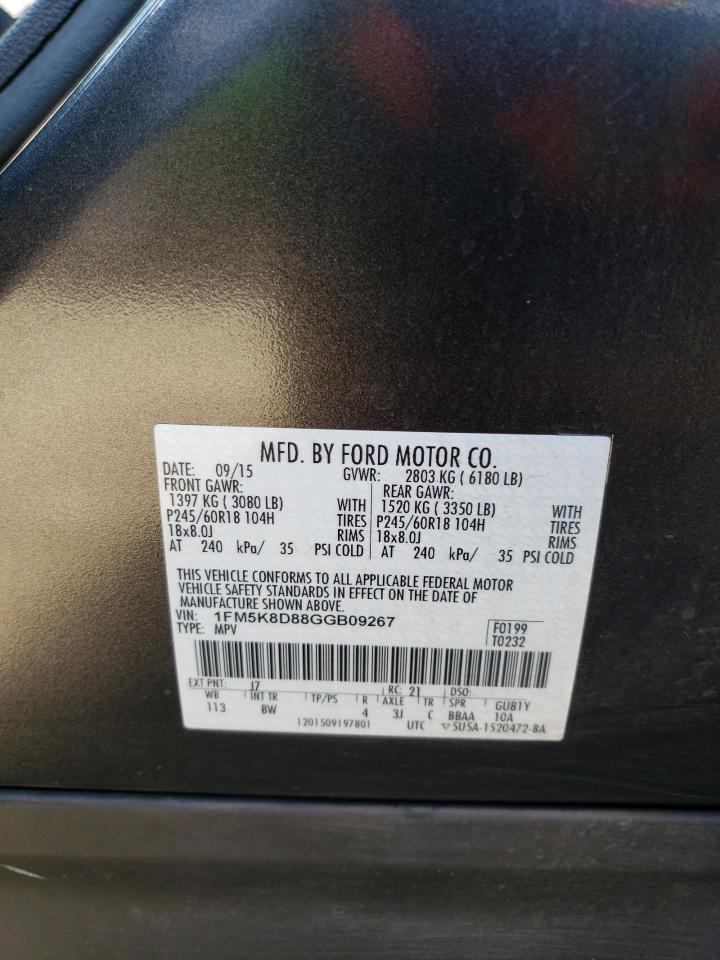 MFD. BY FORD MOTOR CO.
DATE: 09/15 GVWR: 2803 KG ( 6180 LB)
FRONT GAWR: REAR GAWR:
1397 KG ( 3080 LB) WITH 1520 KG ( 3350 LB) WITH
P245/60R18 104H TIRES P245/60R18 104H TIRES
18x8.0J RIMS 18x8.0J RIMS
AT 240 kPa/ 35 PSI COLD AT 240 kPa/ 35 PSI COLD
THIS VEHICLE CONFORMS TO ALL APPLICABLE FEDERAL MOTOR
VEHICLE SAFETY STANDARDS IN EFFECT ON THE DATE OF
MANUFACTURE SHOWN ABOVE.
VIN: 1FM5K8D88GGB09267 F0199
TYPE: MPV T0232
EXT PNT: J7 RC: 21 DSO:
WB INT TR TP/PS R AXLE TR SPR GUB1Y
113 BW 4 3J C BBAA 10A
1201509197801 UTC ▽5U5A-1520472-BA